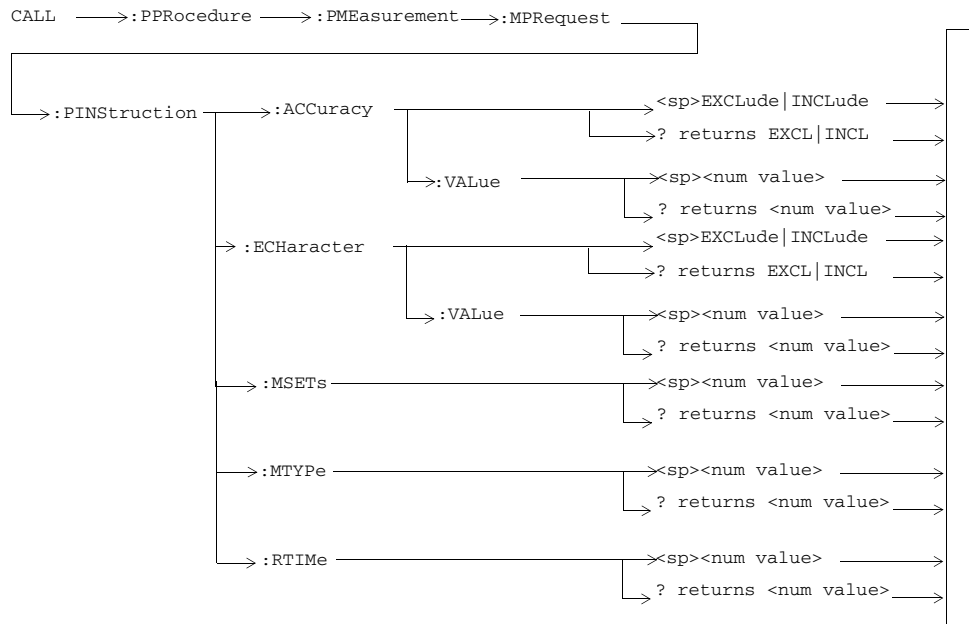 CALL :PPRocedure :PMEasurement :MPRequest
:PINStruction :ACCuracy <sp>EXCLude|INCLude
? returns EXCL|INCL
:VALue <sp><num value>
? returns <num value>
:ECHaracter <sp>EXCLude|INCLude
? returns EXCL|INCL
:VALue <sp><num value>
? returns <num value>
:MSETs <sp><num value>
? returns <num value>
:MTYPe <sp><num value>
? returns <num value>
:RTIMe <sp><num value>
? returns <num value>